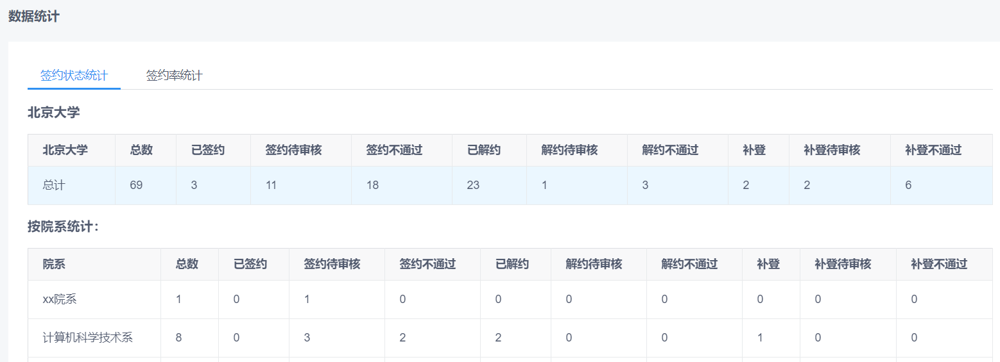 数据统计
签约状态统计 签约率统计
北京大学
北京大学 总数 已签约 签约待审核 签约不通过 已解约 解约待审核 解约不通过 补登 补登待审核 补登不通过
总计 69 3 11 18 23 1 3 2 2 6
按院系统计：
院系 总数 已签约 签约待审核 签约不通过 已解约 解约待审核 解约不通过 补登 补登待审核 补登不通过
xx院系 1 0 1 0 0 0 0 0 0 0
计算机科学技术系 8 0 3 2 2 0 0 1 0 0